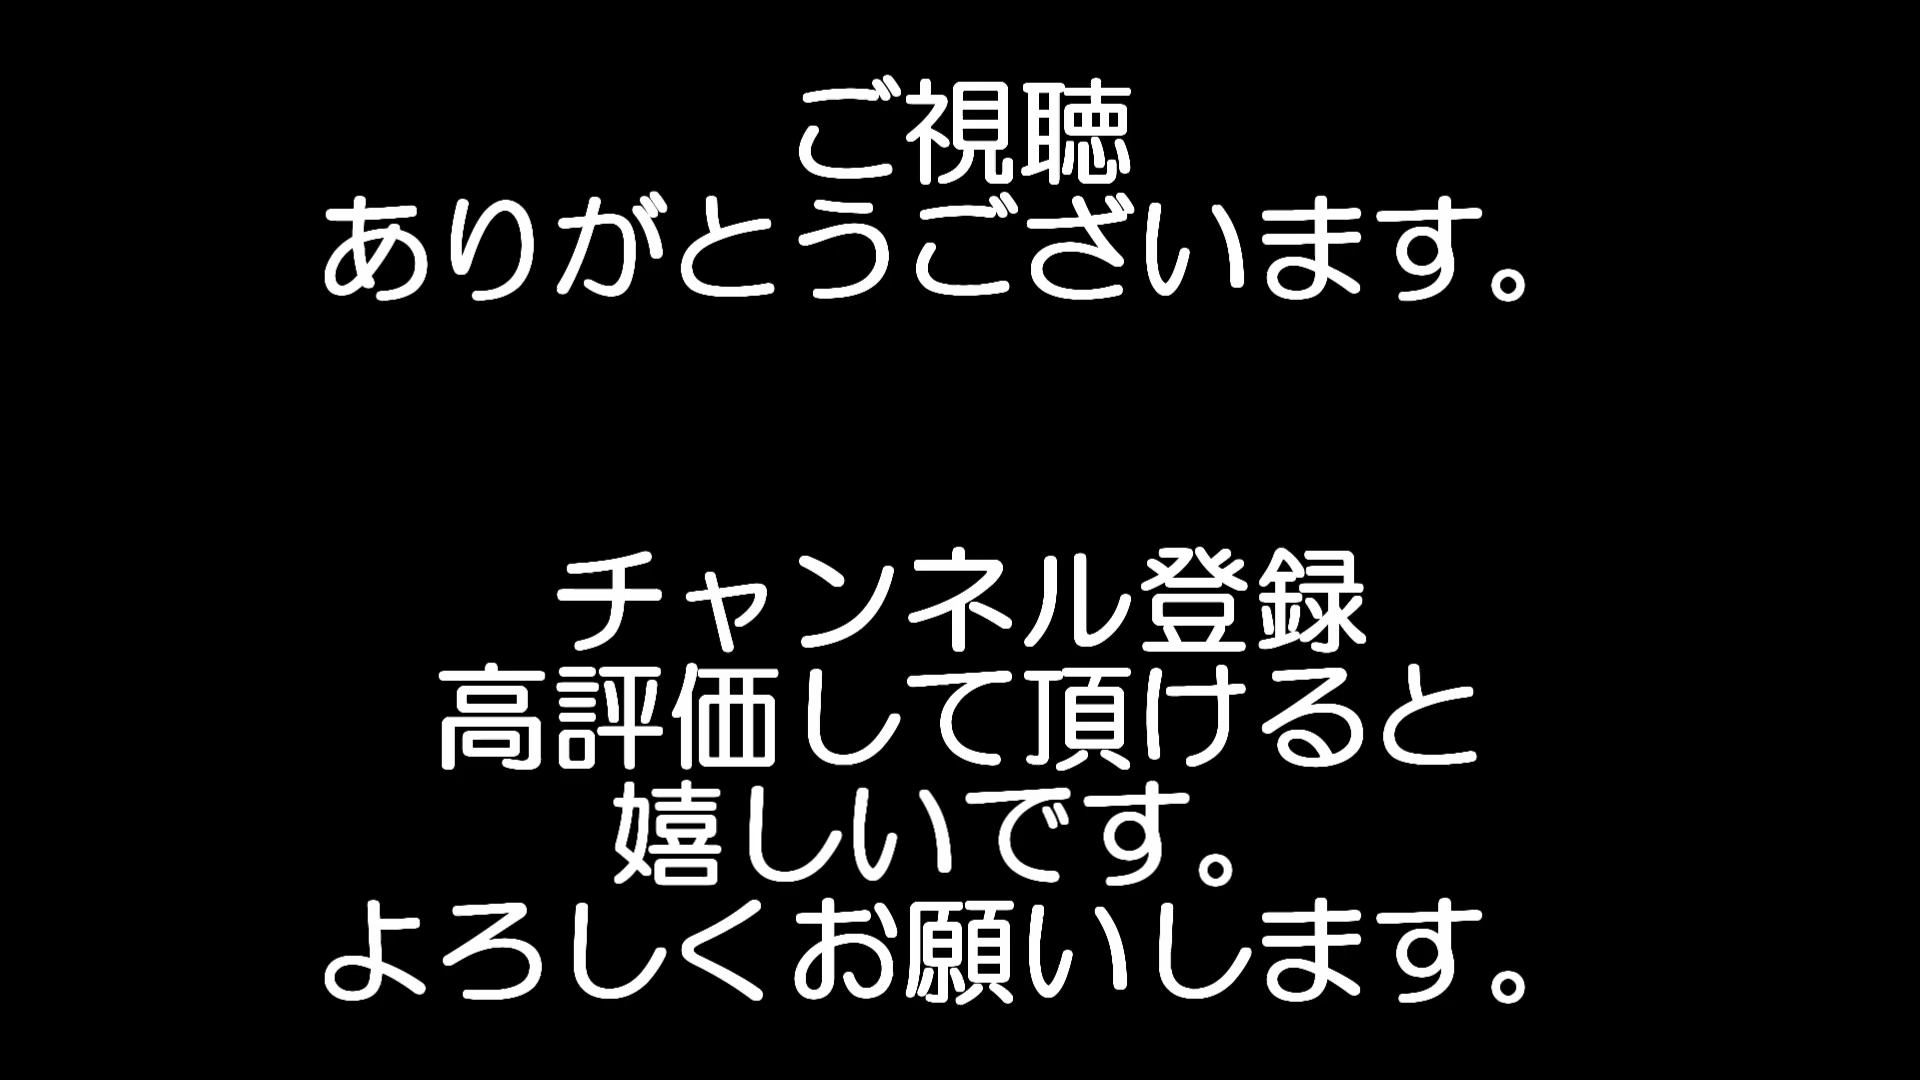 ご視聴
ありがとうございます。
チャンネル登録
高評価して頂けると
嬉しいです。
よろしくお願いします。